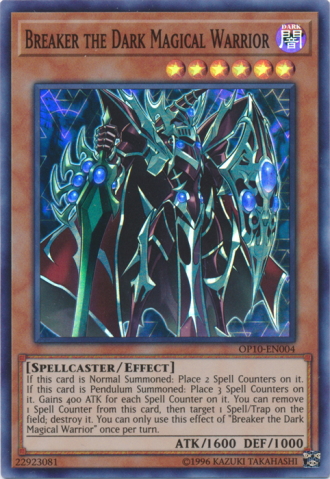 BREAKER THE DARK MAGICAL WARRIOR
DARK
闇
OP10-EN004
[SPELLCASTER/EFFECT]
If this card is Normal Summoned: Place 2 Spell Counters on it.
If this card is Pendulum Summoned: Place 3 Spell Counters on
it. Gains 400 ATK for each Spell Counter on it. You can remove
1 Spell Counter from this card, then target 1 Spell/Trap on the
field; destroy it. You can only use this effect of "Breaker the Dark
Magical Warrior" once per turn.
ATK/1600 DEF/1000
22923081
©1996 KAZUKI TAKAHASHI